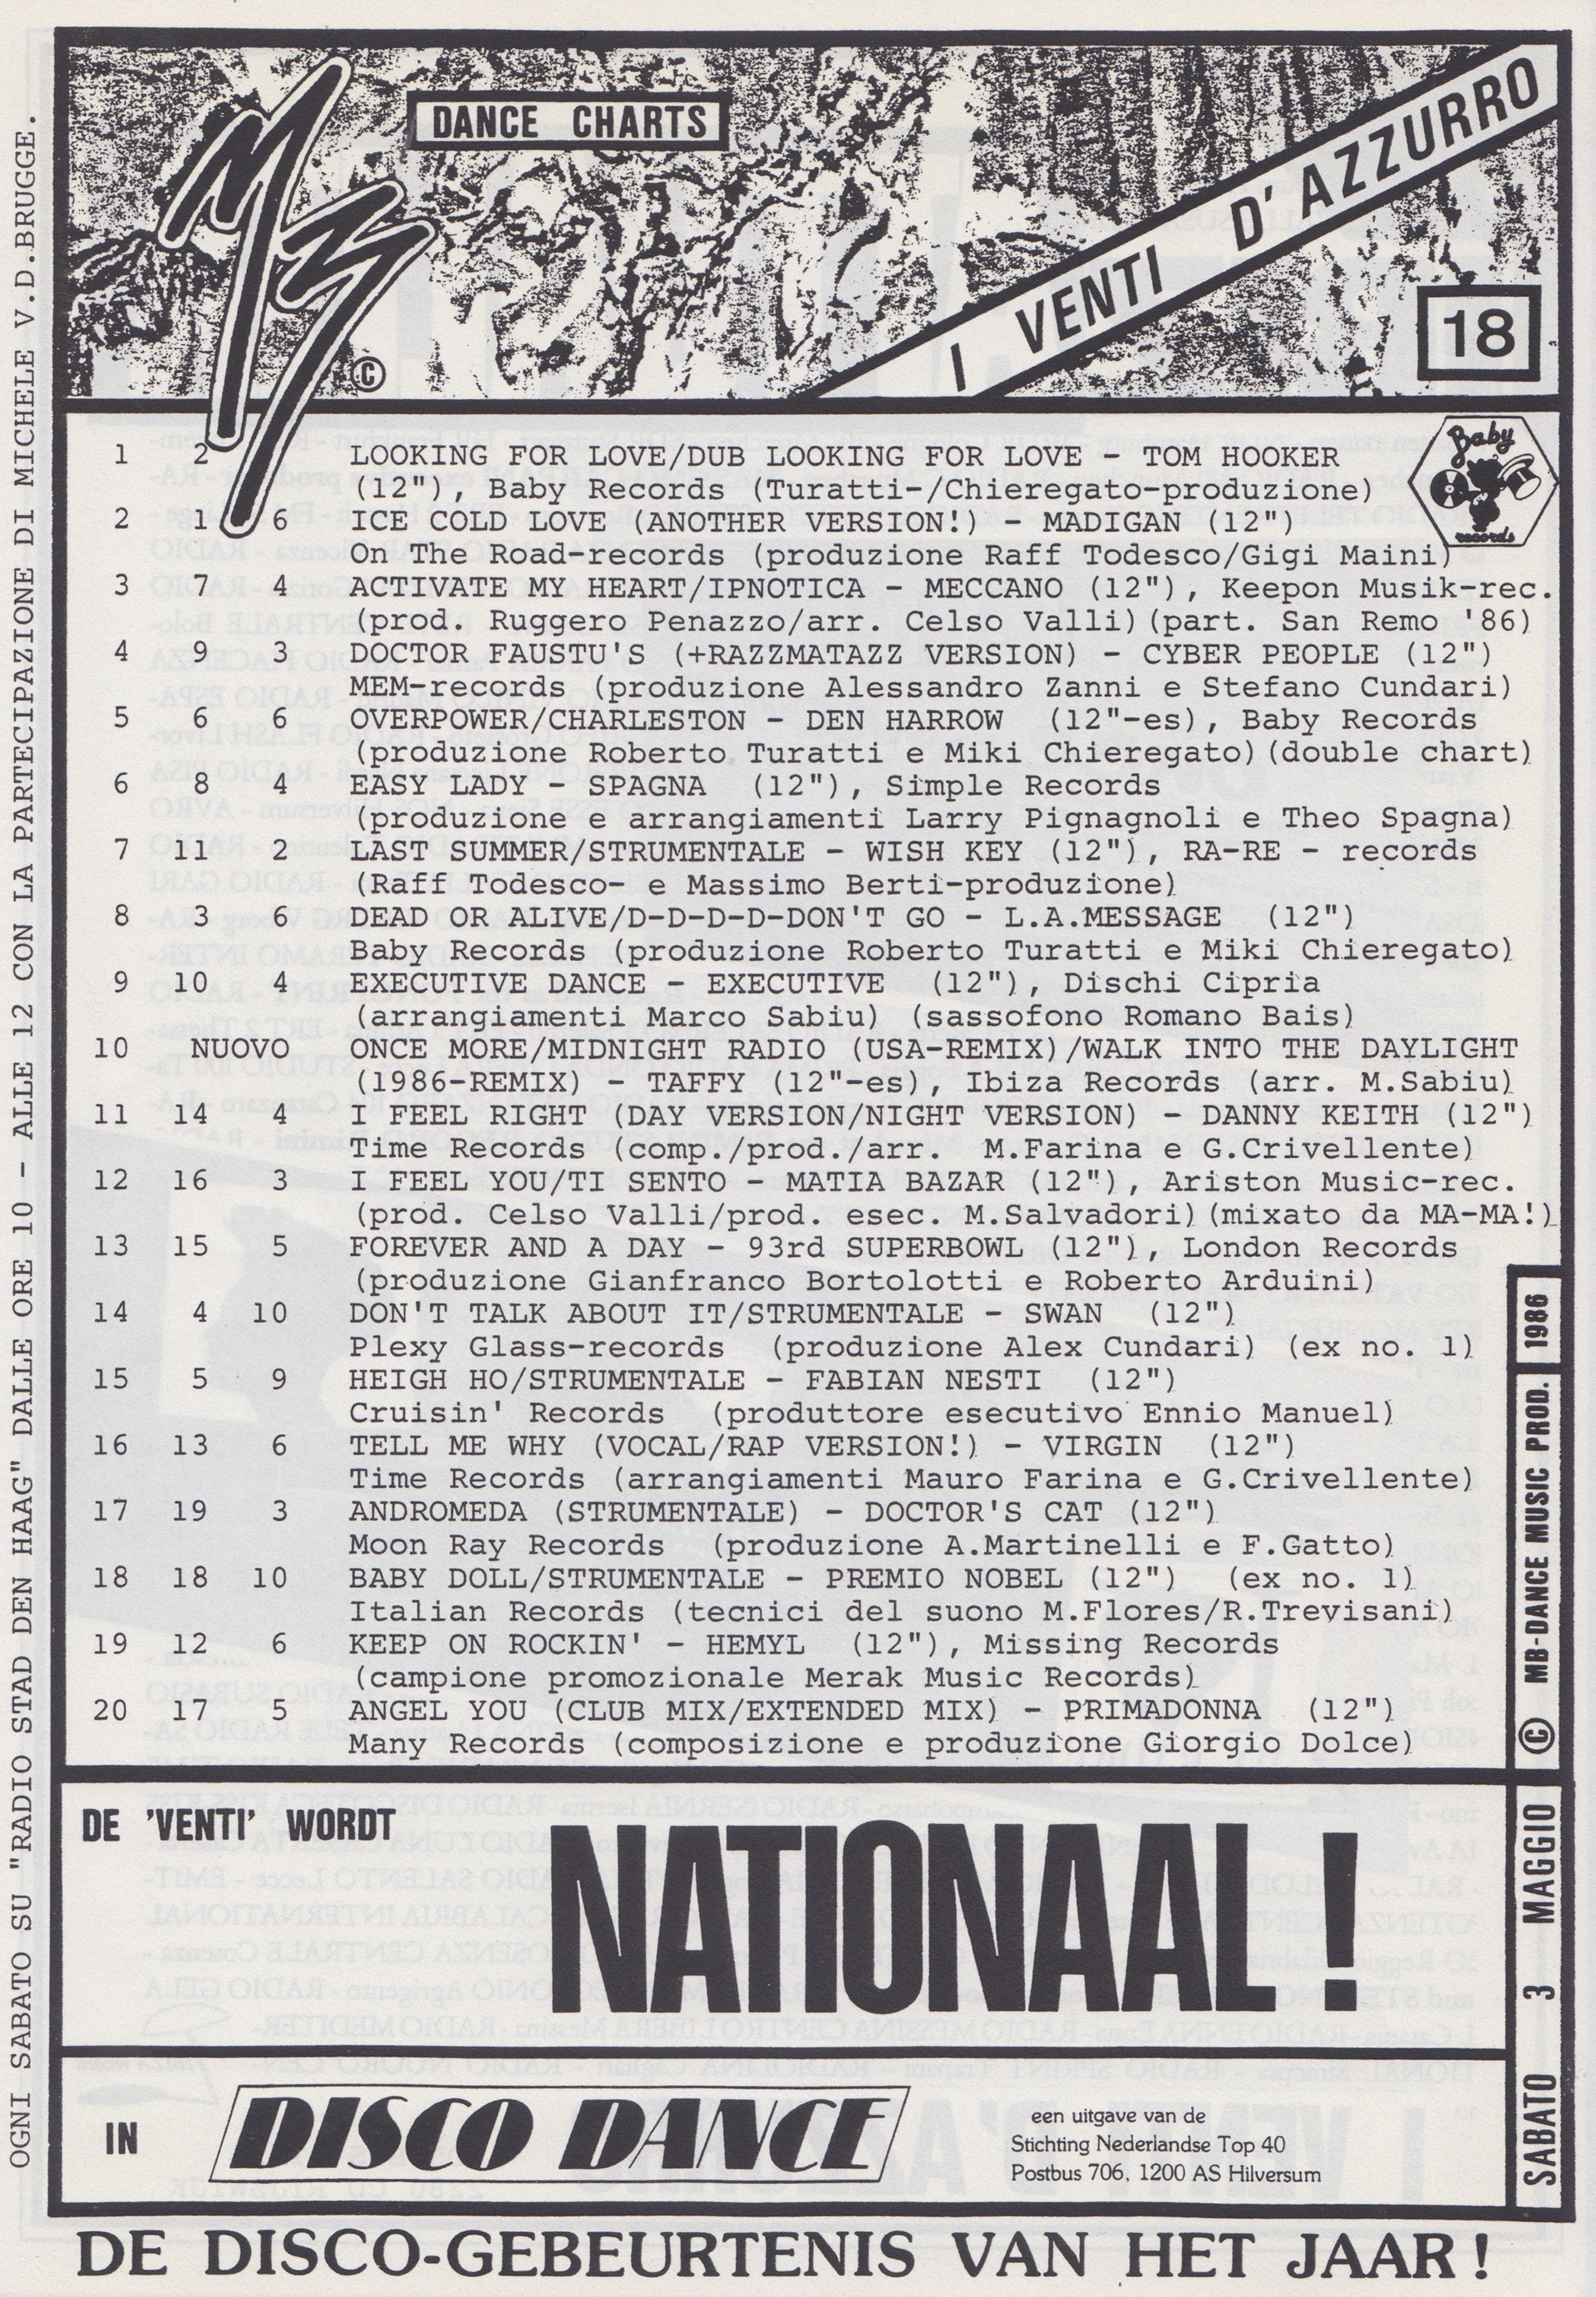 DANCE CHARTS
I VENTI D'AZZURRO
18
©
Baby records
1 2 LOOKING FOR LOVE/DUB LOOKING FOR LOVE - TOM HOOKER
(12"), Baby Records (Turatti-/Chieregato-produzione)
2 1 6 ICE COLD LOVE (ANOTHER VERSION!) - MADIGAN (12")
On The Road-records (produzione Raff Todesco/Gigi Maini)
3 7 4 ACTIVATE MY HEART/IPNOTICA - MECCANO (12"), Keepon Musik-rec.
(prod. Ruggero Penazzo/arr. Celso Valli)(part. San Remo '86)
4 9 3 DOCTOR FAUSTU'S (+RAZZMATAZZ VERSION) - CYBER PEOPLE (12")
MEM-records (produzione Alessandro Zanni e Stefano Cundari)
5 6 6 OVERPOWER/CHARLESTON - DEN HARROW (12"-es), Baby Records
(produzione Roberto Turatti e Miki Chieregato)(double chart)
6 8 4 EASY LADY - SPAGNA (12"), Simple Records
(produzione e arrangiamenti Larry Pignagnoli e Theo Spagna)
7 11 2 LAST SUMMER/STRUMENTALE - WISH KEY (12"), RA-RE - records
(Raff Todesco- e Massimo Berti-produzione)
8 3 6 DEAD OR ALIVE/D-D-D-D-DON'T GO - L.A.MESSAGE (12")
Baby Records (produzione Roberto Turatti e Miki Chieregato)
9 10 4 EXECUTIVE DANCE - EXECUTIVE (12"), Dischi Cipria
(arrangiamenti Marco Sabiu) (sassofono Romano Bais)
10 NUOVO ONCE MORE/MIDNIGHT RADIO (USA-REMIX)/WALK INTO THE DAYLIGHT
(1986-REMIX) - TAFFY (12"-es), Ibiza Records (arr. M.Sabiu)
11 14 4 I FEEL RIGHT (DAY VERSION/NIGHT VERSION) - DANNY KEITH (12")
Time Records (comp./prod./arr. M.Farina e G.Crivellente)
12 16 3 I FEEL YOU/TI SENTO - MATIA BAZAR (12"), Ariston Music-rec.
(prod. Celso Valli/prod. esec. M.Salvadori)(mixato da MA-MA!)
13 15 5 FOREVER AND A DAY - 93rd SUPERBOWL (12"), London Records
(produzione Gianfranco Bortolotti e Roberto Arduini)
14 4 10 DON'T TALK ABOUT IT/STRUMENTALE - SWAN (12")
Plexy Glass-records (produzione Alex Cundari) (ex no. 1)
15 5 9 HEIGH HO/STRUMENTALE - FABIAN NESTI (12")
Cruisin' Records (produttore esecutivo Ennio Manuel)
16 13 6 TELL ME WHY (VOCAL/RAP VERSION!) - VIRGIN (12")
Time Records (arrangiamenti Mauro Farina e G.Crivellente)
17 19 3 ANDROMEDA (STRUMENTALE) - DOCTOR'S CAT (12")
Moon Ray Records (produzione A.Martinelli e F.Gatto)
18 18 10 BABY DOLL/STRUMENTALE - PREMIO NOBEL (12") (ex no. 1)
Italian Records (tecnici del suono M.Flores/R.Trevisani)
19 12 6 KEEP ON ROCKIN' - HEMYL (12"), Missing Records
(campione promozionale Merak Music Records)
20 17 5 ANGEL YOU (CLUB MIX/EXTENDED MIX) - PRIMADONNA (12")
Many Records (composizione e produzione Giorgio Dolce)
DE 'VENTI' WORDT
NATIONAAL !
IN
DISCO DANCE
een uitgave van de
Stichting Nederlandse Top 40
Postbus 706, 1200 AS Hilversum
DE DISCO-GEBEURTENIS VAN HET JAAR!
OGNI SABATO SU "RADIO STAD DEN HAAG" DALLE ORE 10 - ALLE 12 CON LA PARTECIPAZIONE DI MICHELE V.D.BRUGGE.
© MB-DANCE MUSIC PROD. 1986
SABATO 3 MAGGIO